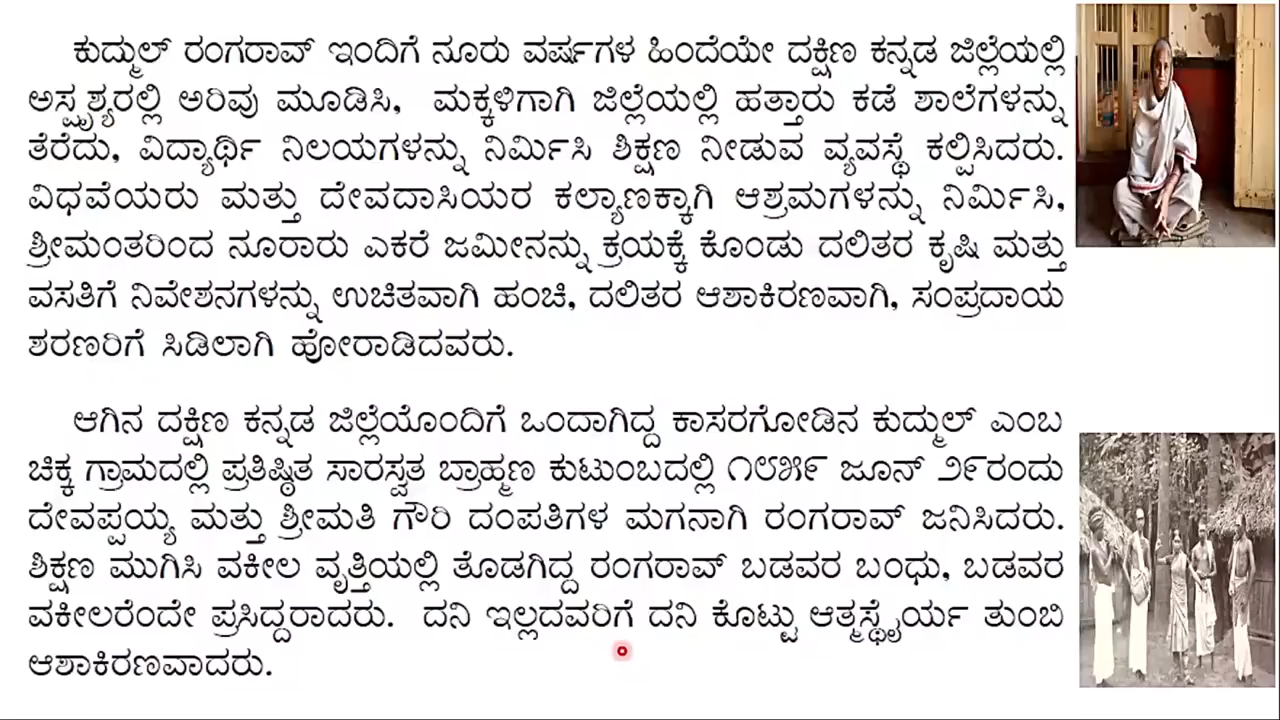 ಕುದ್ಮುಲ್ ರಂಗರಾವ್ ಇಂದಿಗೆ ನೂರು ವರ್ಷಗಳ ಹಿಂದೆಯೇ ದಕ್ಷಿಣ ಕನ್ನಡ ಜಿಲ್ಲೆಯಲ್ಲಿ
ಅಸ್ಪೃಶ್ಯರಲ್ಲಿ ಅರಿವು ಮೂಡಿಸಿ, ಮಕ್ಕಳಿಗಾಗಿ ಜಿಲ್ಲೆಯಲ್ಲಿ ಹತ್ತಾರು ಕಡೆ ಶಾಲೆಗಳನ್ನು
ತೆರೆದು, ವಿದ್ಯಾರ್ಥಿ ನಿಲಯಗಳನ್ನು ನಿರ್ಮಿಸಿ ಶಿಕ್ಷಣ ನೀಡುವ ವ್ಯವಸ್ಥೆ ಕಲ್ಪಿಸಿದರು.
ವಿಧವೆಯರು ಮತ್ತು ದೇವದಾಸಿಯರ ಕಲ್ಯಾಣಕ್ಕಾಗಿ ಆಶ್ರಮಗಳನ್ನು ನಿರ್ಮಿಸಿ,
ಶ್ರೀಮಂತರಿಂದ ನೂರಾರು ಎಕರೆ ಜಮೀನನ್ನು ಕ್ರಯಕ್ಕೆ ಕೊಂಡು ದಲಿತರ ಕೃಷಿ ಮತ್ತು
ವಸತಿಗೆ ನಿವೇಶನಗಳನ್ನು ಉಚಿತವಾಗಿ ಹಂಚಿ, ದಲಿತರ ಆಶಾಕಿರಣವಾಗಿ, ಸಂಪ್ರದಾಯ
ಶರಣರಿಗೆ ಸಿಡಿಲಾಗಿ ಹೋರಾಡಿದವರು.
ಆಗಿನ ದಕ್ಷಿಣ ಕನ್ನಡ ಜಿಲ್ಲೆಯೊಂದಿಗೆ ಒಂದಾಗಿದ್ದ ಕಾಸರಗೋಡಿನ ಕುದ್ಮುಲ್ ಎಂಬ
ಚಿಕ್ಕ ಗ್ರಾಮದಲ್ಲಿ ಪ್ರತಿಷ್ಠಿತ ಸಾರಸ್ವತ ಬ್ರಾಹ್ಮಣ ಕುಟುಂಬದಲ್ಲಿ ೧೮೫೯ ಜೂನ್ ೨೯ರಂದು
ದೇವಪ್ಪಯ್ಯ ಮತ್ತು ಶ್ರೀಮತಿ ಗೌರಿ ದಂಪತಿಗಳ ಮಗನಾಗಿ ರಂಗರಾವ್ ಜನಿಸಿದರು.
ಶಿಕ್ಷಣ ಮುಗಿಸಿ ವಕೀಲ ವೃತ್ತಿಯಲ್ಲಿ ತೊಡಗಿದ್ದ ರಂಗರಾವ್ ಬಡವರ ಬಂಧು, ಬಡವರ
ವಕೀಲರೆಂದೇ ಪ್ರಸಿದ್ದರಾದರು. ದನಿ ಇಲ್ಲದವರಿಗೆ ದನಿ ಕೊಟ್ಟು ಆತ್ಮಸ್ಥೈರ್ಯ ತುಂಬಿ
ಆಶಾಕಿರಣವಾದರು.